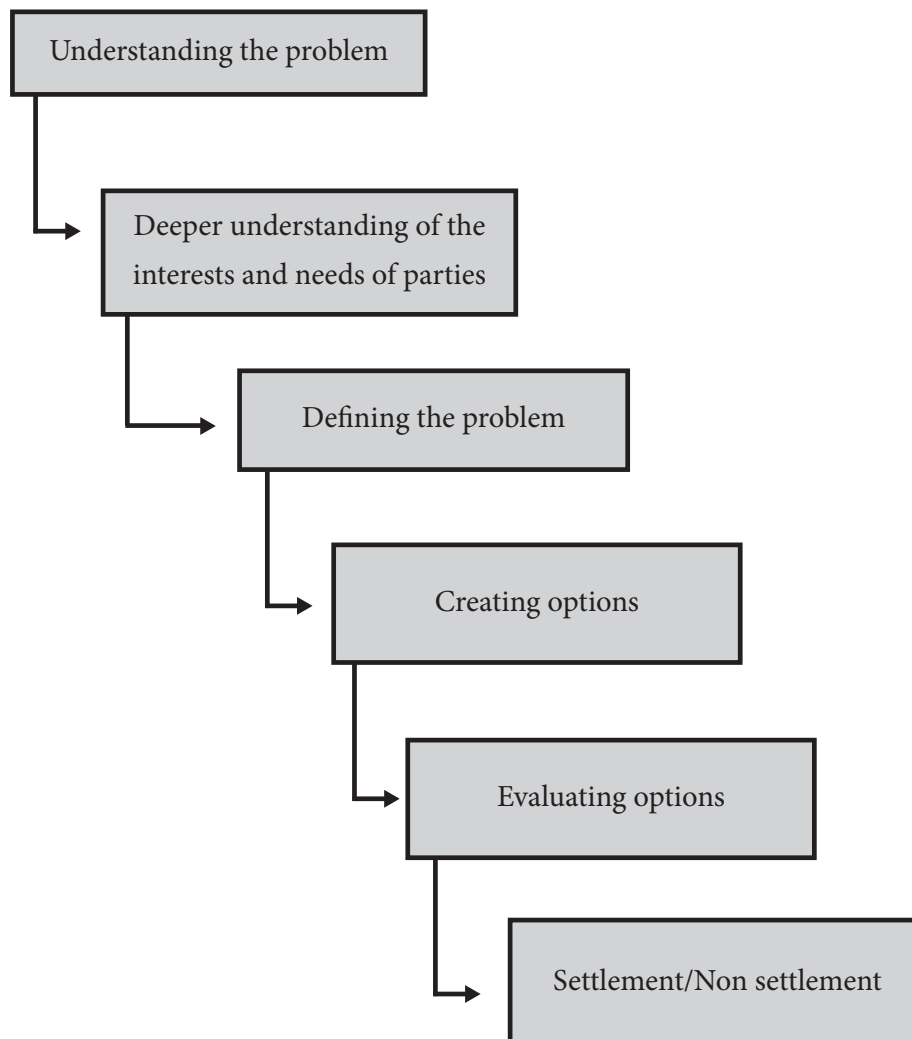 Understanding the problem
Deeper understanding of the
interests and needs of parties
Defining the problem
Creating options
Evaluating options
Settlement/Non settlement